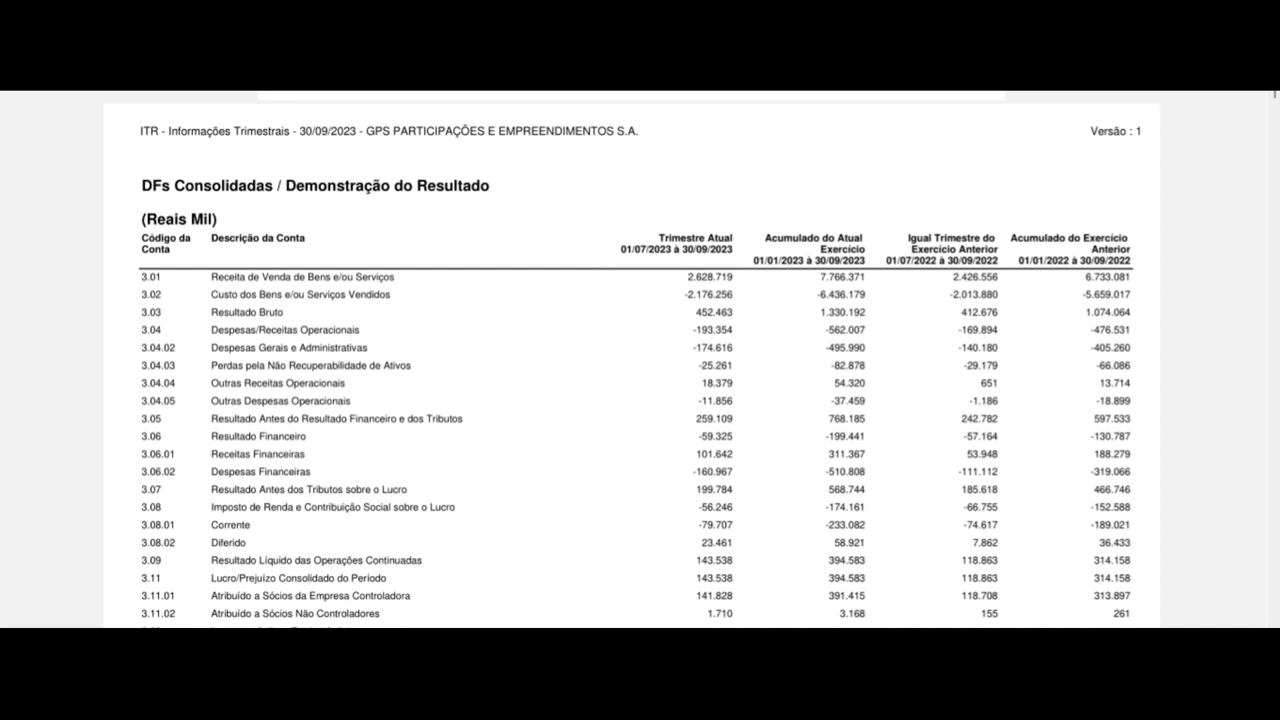 ITR - Informações Trimestrais - 30/09/2023 - GPS PARTICIPAÇÕES E EMPREENDIMENTOS S.A. Versão : 1
DFs Consolidadas / Demonstração do Resultado
(Reais Mil)
Código da Conta Descrição da Conta Trimestre Atual 01/07/2023 à 30/09/2023 Acumulado do Atual Exercício 01/01/2023 à 30/09/2023 Igual Trimestre do Exercício Anterior 01/07/2022 à 30/09/2022 Acumulado do Exercício Anterior 01/01/2022 à 30/09/2022
3.01 Receita de Venda de Bens e/ou Serviços 2.628.719 7.766.371 2.426.556 6.733.081
3.02 Custo dos Bens e/ou Serviços Vendidos -2.176.256 -6.436.179 -2.013.880 -5.659.017
3.03 Resultado Bruto 452.463 1.330.192 412.676 1.074.064
3.04 Despesas/Receitas Operacionais -193.354 -562.007 -169.894 -476.531
3.04.02 Despesas Gerais e Administrativas -174.616 -495.990 -140.180 -405.260
3.04.03 Perdas pela Não Recuperabilidade de Ativos -25.261 -82.878 -29.179 -66.086
3.04.04 Outras Receitas Operacionais 18.379 54.320 651 13.714
3.04.05 Outras Despesas Operacionais -11.856 -37.459 -1.186 -18.899
3.05 Resultado Antes do Resultado Financeiro e dos Tributos 259.109 768.185 242.782 597.533
3.06 Resultado Financeiro -59.325 -199.441 -57.164 -130.787
3.06.01 Receitas Financeiras 101.642 311.367 53.948 188.279
3.06.02 Despesas Financeiras -160.967 -510.808 -111.112 -319.066
3.07 Resultado Antes dos Tributos sobre o Lucro 199.784 568.744 185.618 466.746
3.08 Imposto de Renda e Contribuição Social sobre o Lucro -56.246 -174.161 -66.755 -152.588
3.08.01 Corrente -79.707 -233.082 -74.617 -189.021
3.08.02 Diferido 23.461 58.921 7.862 36.433
3.09 Resultado Líquido das Operações Continuadas 143.538 394.583 118.863 314.158
3.11 Lucro/Prejuízo Consolidado do Período 143.538 394.583 118.863 314.158
3.11.01 Atribuído a Sócios da Empresa Controladora 141.828 391.415 118.708 313.897
3.11.02 Atribuído a Sócios Não Controladores 1.710 3.168 155 261